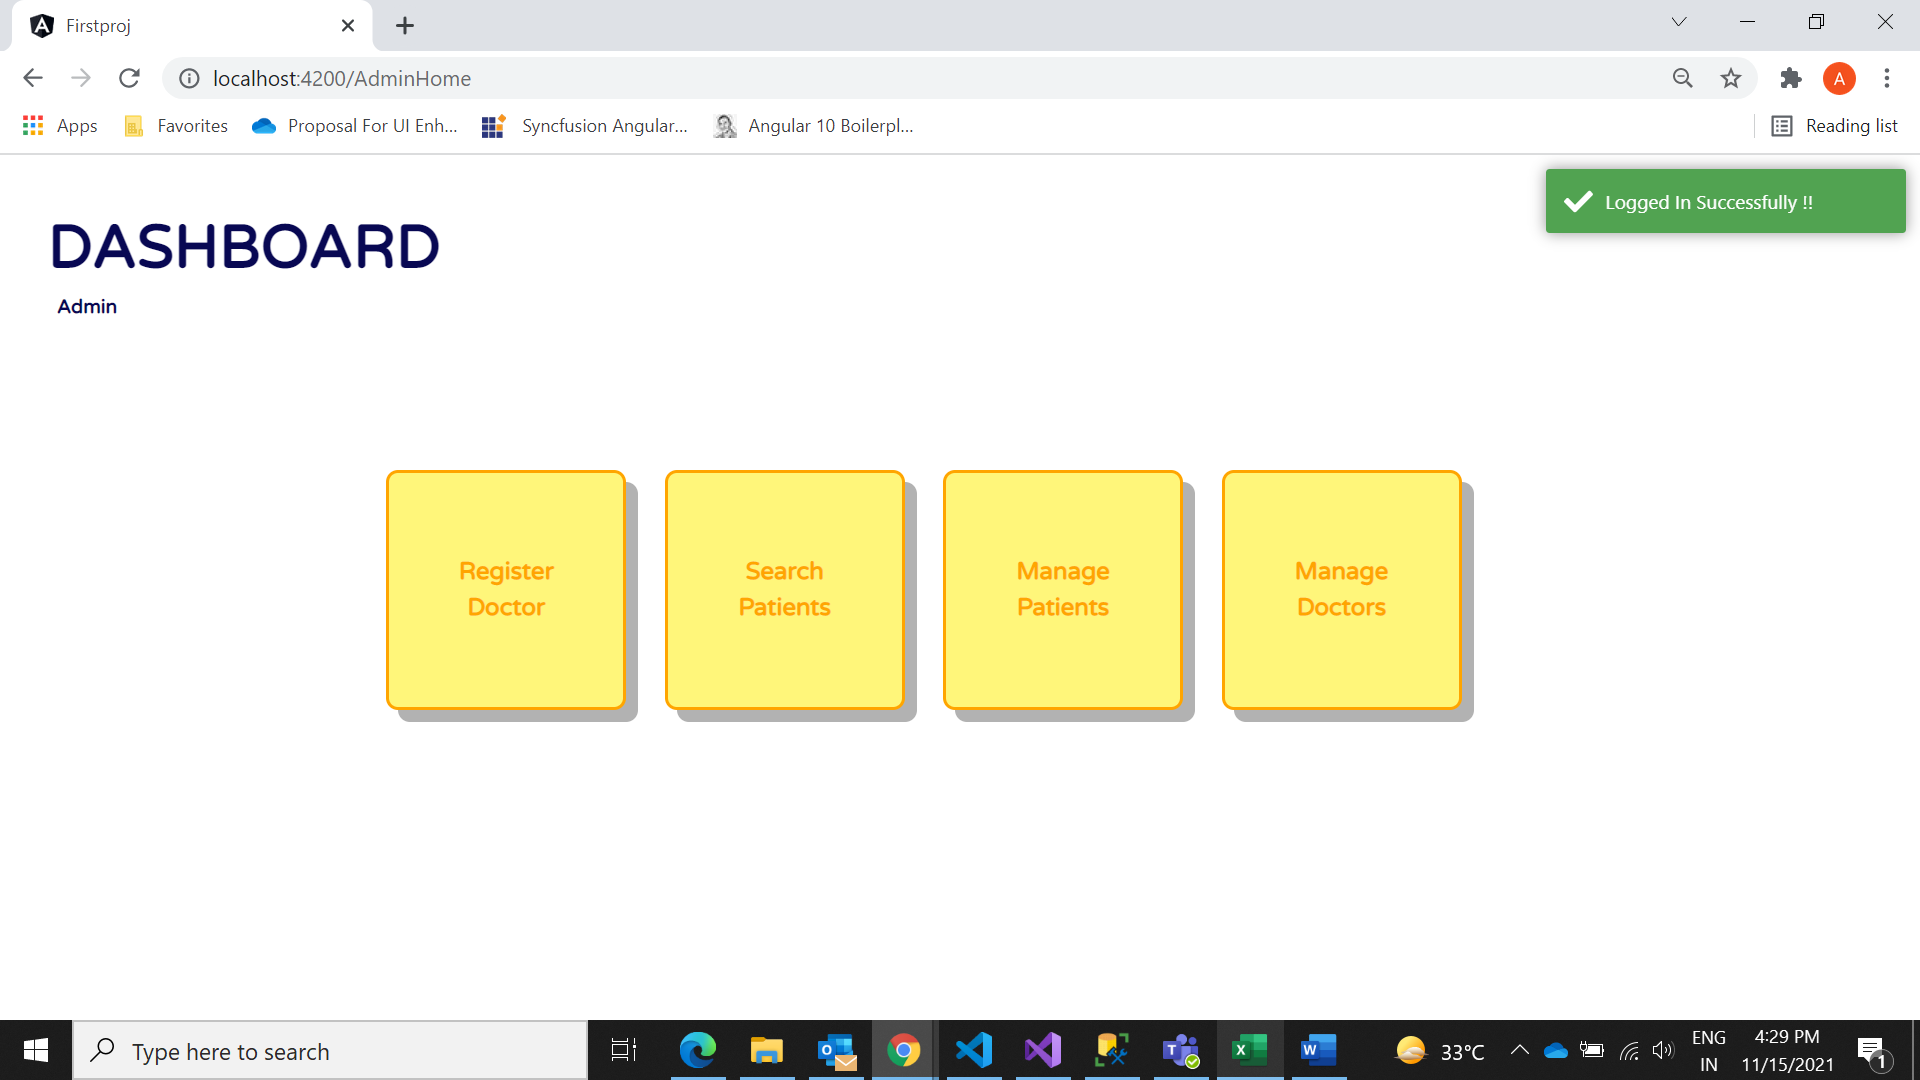 Firstproj
localhost:4200/AdminHome
A
Apps Favorites Proposal For UI Enh... Syncfusion Angular... Angular 10 Boilerpl... Reading list
Logged In Successfully !!
DASHBOARD
Admin
Register
Doctor
Search
Patients
Manage
Patients
Manage
Doctors
Type here to search
33°C
ENG
IN
4:29 PM
11/15/2021
1